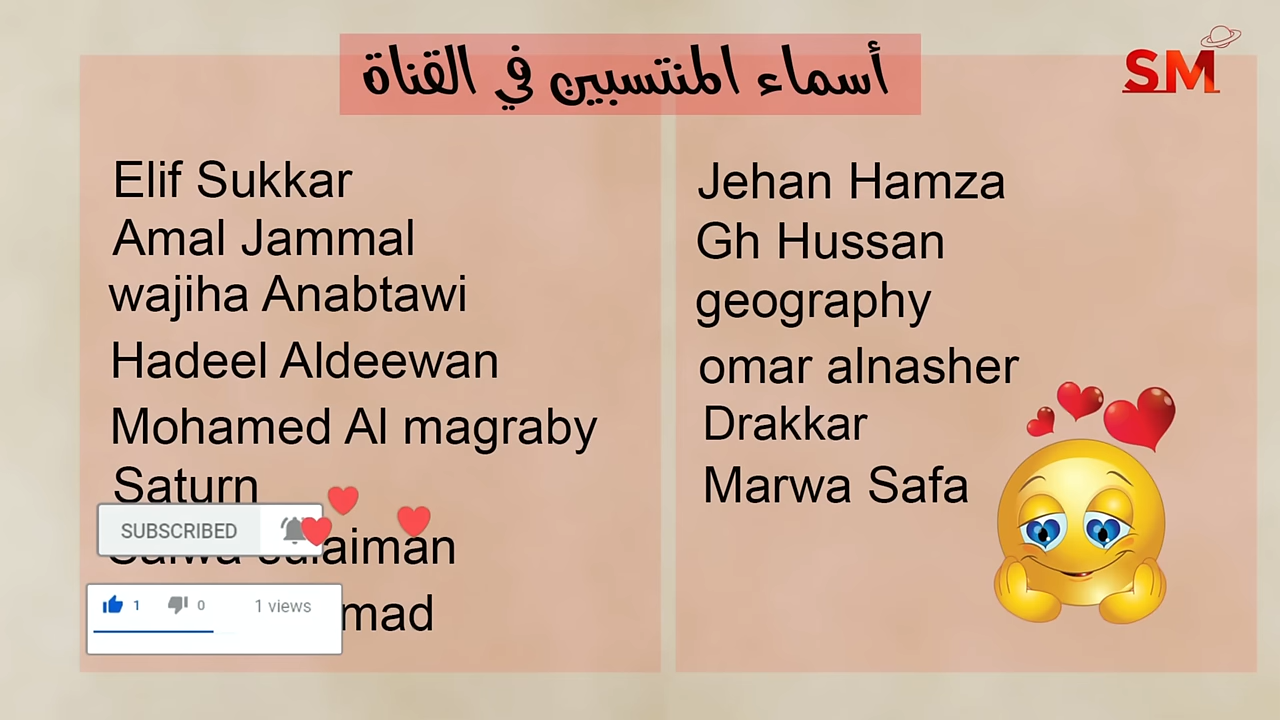 أسماء المنتسبين في القناة
SM
Elif Sukkar
Amal Jammal
wajiha Anabtawi
Hadeel Aldeewan
Mohamed Al magraby
Saturn
SUBSCRIBED
1 0 1 views
Jehan Hamza
Gh Hussan
geography
omar alnasher
Drakkar
Marwa Safa